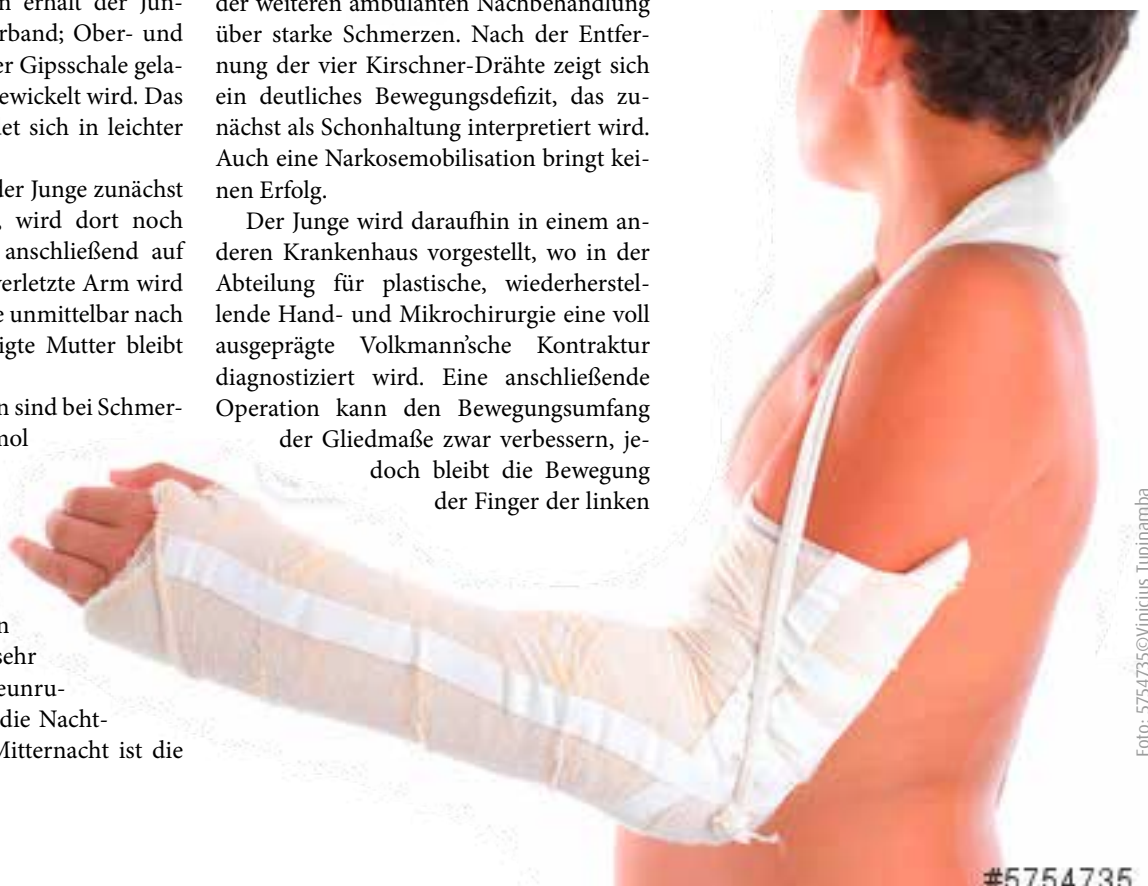 erhält der Jun-
rband; Ober- und
er Gipsschale gela-
ewickelt wird. Das
et sich in leichter
der Junge zunächst
, wird dort noch
anschließend auf
verletzte Arm wird
e unmittelbar nach
igte Mutter bleibt
n sind bei Schmer-
nol
n
sehr
eunru-
die Nacht-
Mitternacht ist die
der weiteren ambulanten Nachbehandlung
über starke Schmerzen. Nach der Entfer-
nung der vier Kirschner-Drähte zeigt sich
ein deutliches Bewegungsdefizit, das zu-
nächst als Schonhaltung interpretiert wird.
Auch eine Narkosemobilisation bringt kei-
nen Erfolg.
Der Junge wird daraufhin in einem an-
deren Krankenhaus vorgestellt, wo in der
Abteilung für plastische, wiederherstel-
lende Hand- und Mikrochirurgie eine voll
ausgeprägte Volkmann'sche Kontraktur
diagnostiziert wird. Eine anschließende
Operation kann den Bewegungsumfang
der Gliedmaße zwar verbessern, je-
doch bleibt die Bewegung
der Finger der linken
Foto: 5754735©Vinicius Tupinamba
#5754735